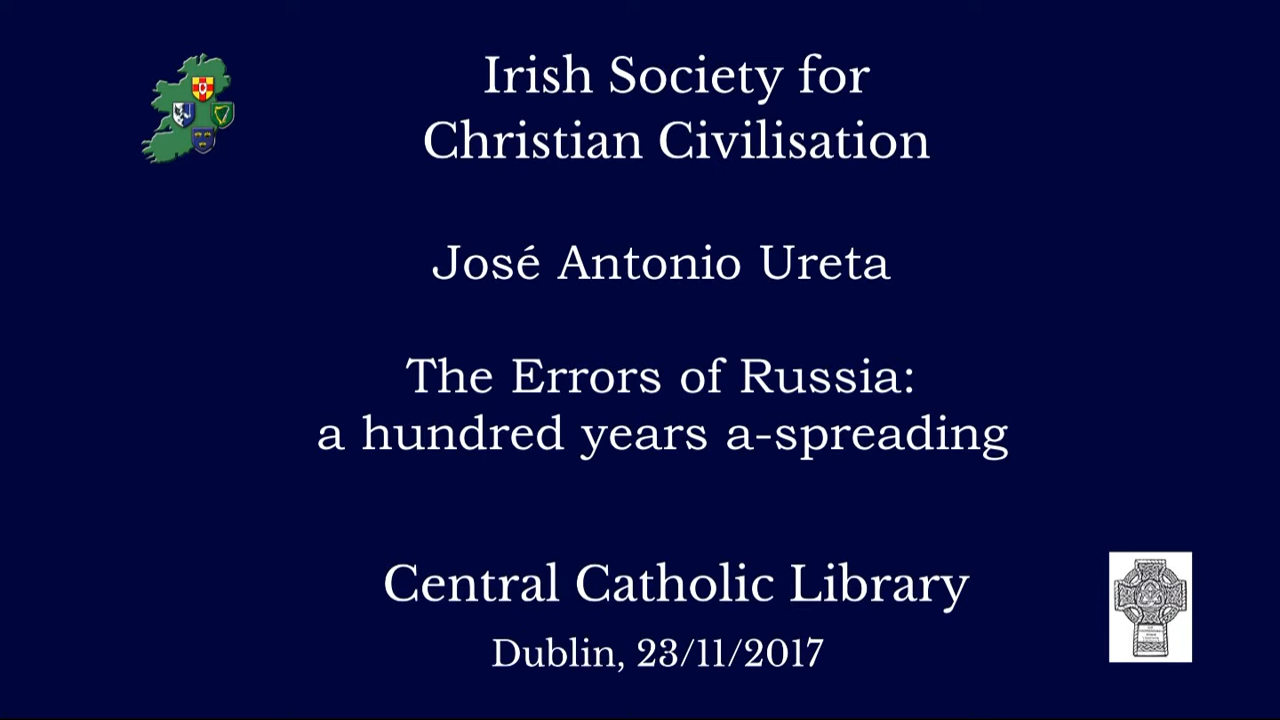 Irish Society for
Christian Civilisation
José Antonio Ureta
The Errors of Russia:
a hundred years a-spreading
Central Catholic Library
Dublin, 23/11/2017